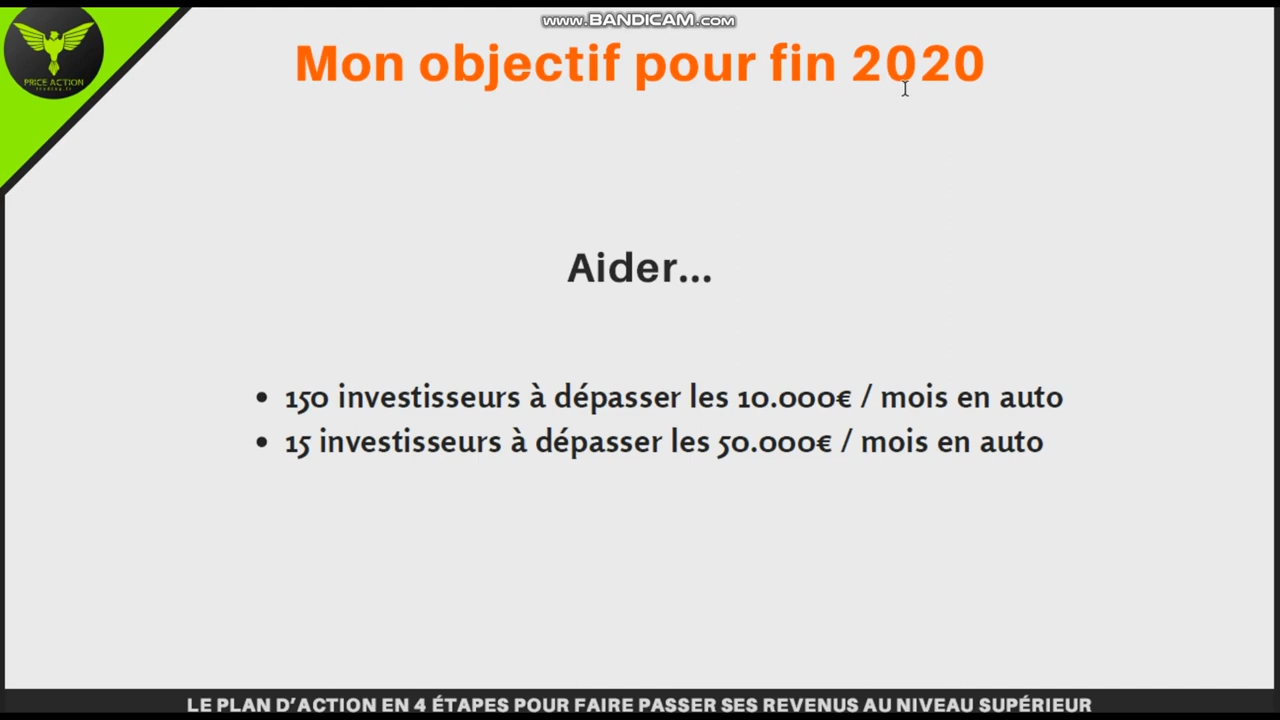 www.BANDICAM.com
PRICE ACTION
trading.fr
Mon objectif pour fin 2020
Aider...
• 150 investisseurs à dépasser les 10.000€ / mois en auto
• 15 investisseurs à dépasser les 50.000€ / mois en auto
LE PLAN D'ACTION EN 4 ÉTAPES POUR FAIRE PASSER SES REVENUS AU NIVEAU SUPÉRIEUR